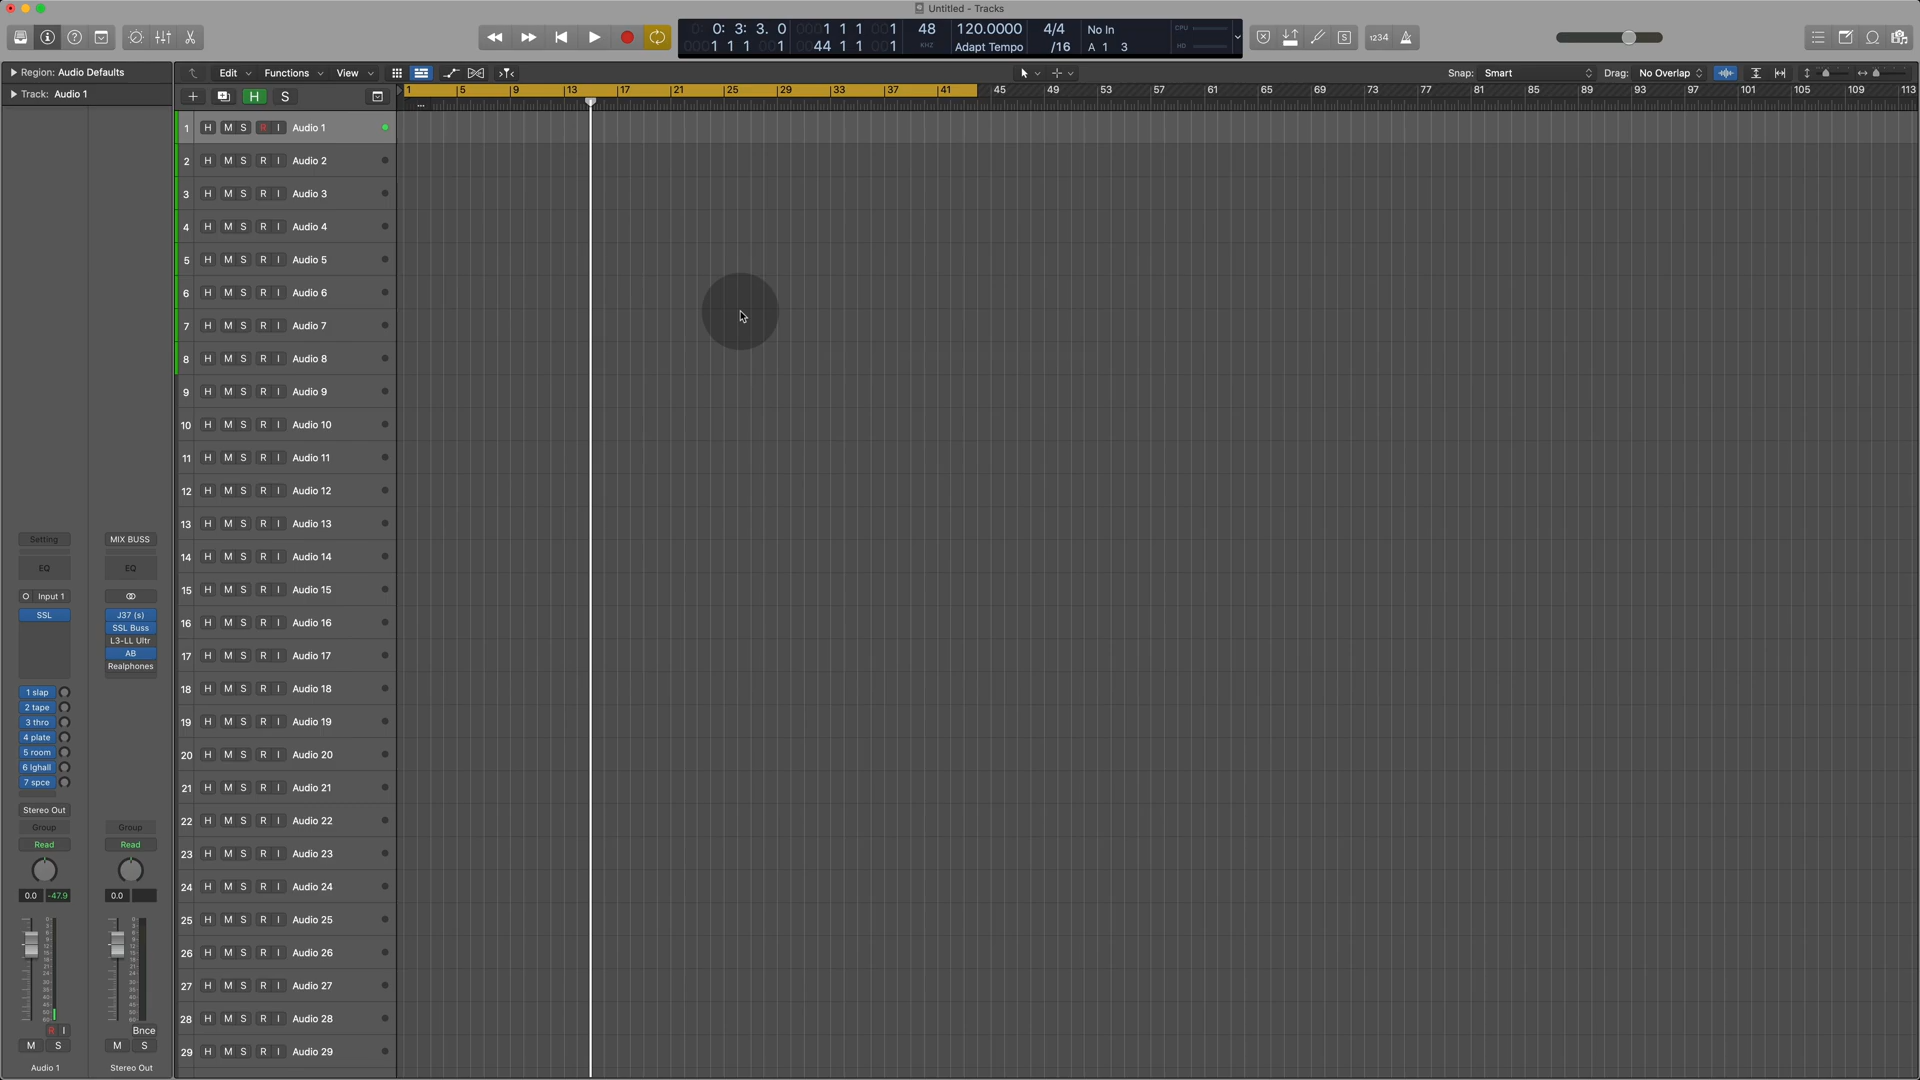 Untitled - Tracks
0: 3: 3. 0 1 1 1 1 48 120.0000 4/4 No In CPU
1 1 1 1 44 1 1 1 KHZ Adapt Tempo /16 A 1 3 HD
1234
Region: Audio Defaults
Edit Functions View Snap: Smart Drag: No Overlap
Track: Audio 1
H S
1 5 9 13 17 21 25 29 33 37 41 45 49 53 57 61 65 69 73 77 81 85 89 93 97 101 105 109 113
1 H M S R I Audio 1
2 H M S R I Audio 2
3 H M S R I Audio 3
4 H M S R I Audio 4
5 H M S R I Audio 5
6 H M S R I Audio 6
7 H M S R I Audio 7
8 H M S R I Audio 8
9 H M S R I Audio 9
10 H M S R I Audio 10
11 H M S R I Audio 11
12 H M S R I Audio 12
13 H M S R I Audio 13
14 H M S R I Audio 14
15 H M S R I Audio 15
16 H M S R I Audio 16
17 H M S R I Audio 17
18 H M S R I Audio 18
19 H M S R I Audio 19
20 H M S R I Audio 20
21 H M S R I Audio 21
22 H M S R I Audio 22
23 H M S R I Audio 23
24 H M S R I Audio 24
25 H M S R I Audio 25
26 H M S R I Audio 26
27 H M S R I Audio 27
28 H M S R I Audio 28
29 H M S R I Audio 29
Setting
EQ
Input 1
SSL
1 slap
2 tape
3 thro
4 plate
5 room
6 lghall
7 spce
Stereo Out
Group
Read
0.0 -47.9
R I
M S
Audio 1
MIX BUSS
EQ
J37 (s)
SSL Buss
L3-LL Ultr
AB
Realphones
Group
Read
0.0
Bnce
M S
Stereo Out